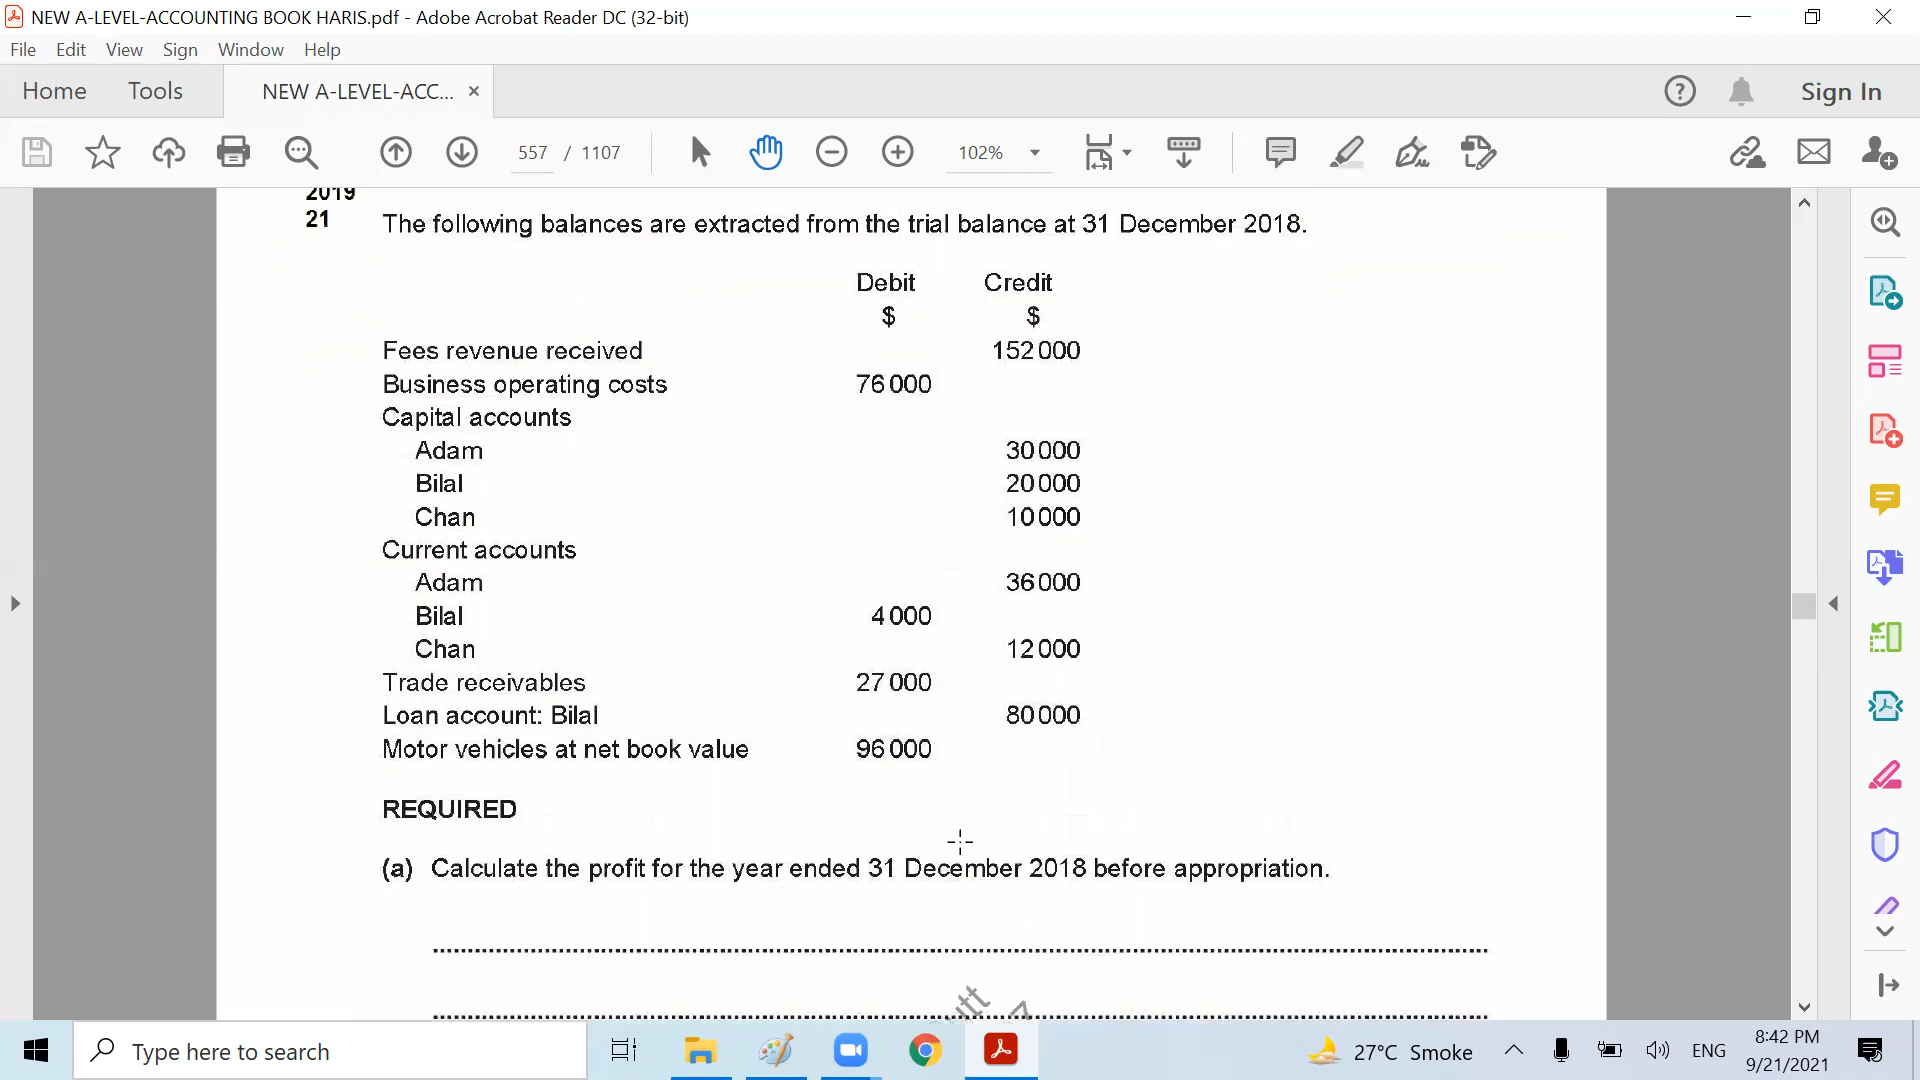 NEW A-LEVEL-ACCOUNTING BOOK HARIS.pdf - Adobe Acrobat Reader DC (32-bit)
File Edit View Sign Window Help
Home Tools NEW A-LEVEL-ACC... × Sign In
557 / 1107 102%
2019
21 The following balances are extracted from the trial balance at 31 December 2018.
Debit Credit
$ $
Fees revenue received 152 000
Business operating costs 76 000
Capital accounts
Adam 30 000
Bilal 20 000
Chan 10 000
Current accounts
Adam 36 000
Bilal 4 000
Chan 12 000
Trade receivables 27 000
Loan account: Bilal 80 000
Motor vehicles at net book value 96 000
REQUIRED
(a) Calculate the profit for the year ended 31 December 2018 before appropriation.
Type here to search
27°C Smoke ENG 8:42 PM
9/21/2021